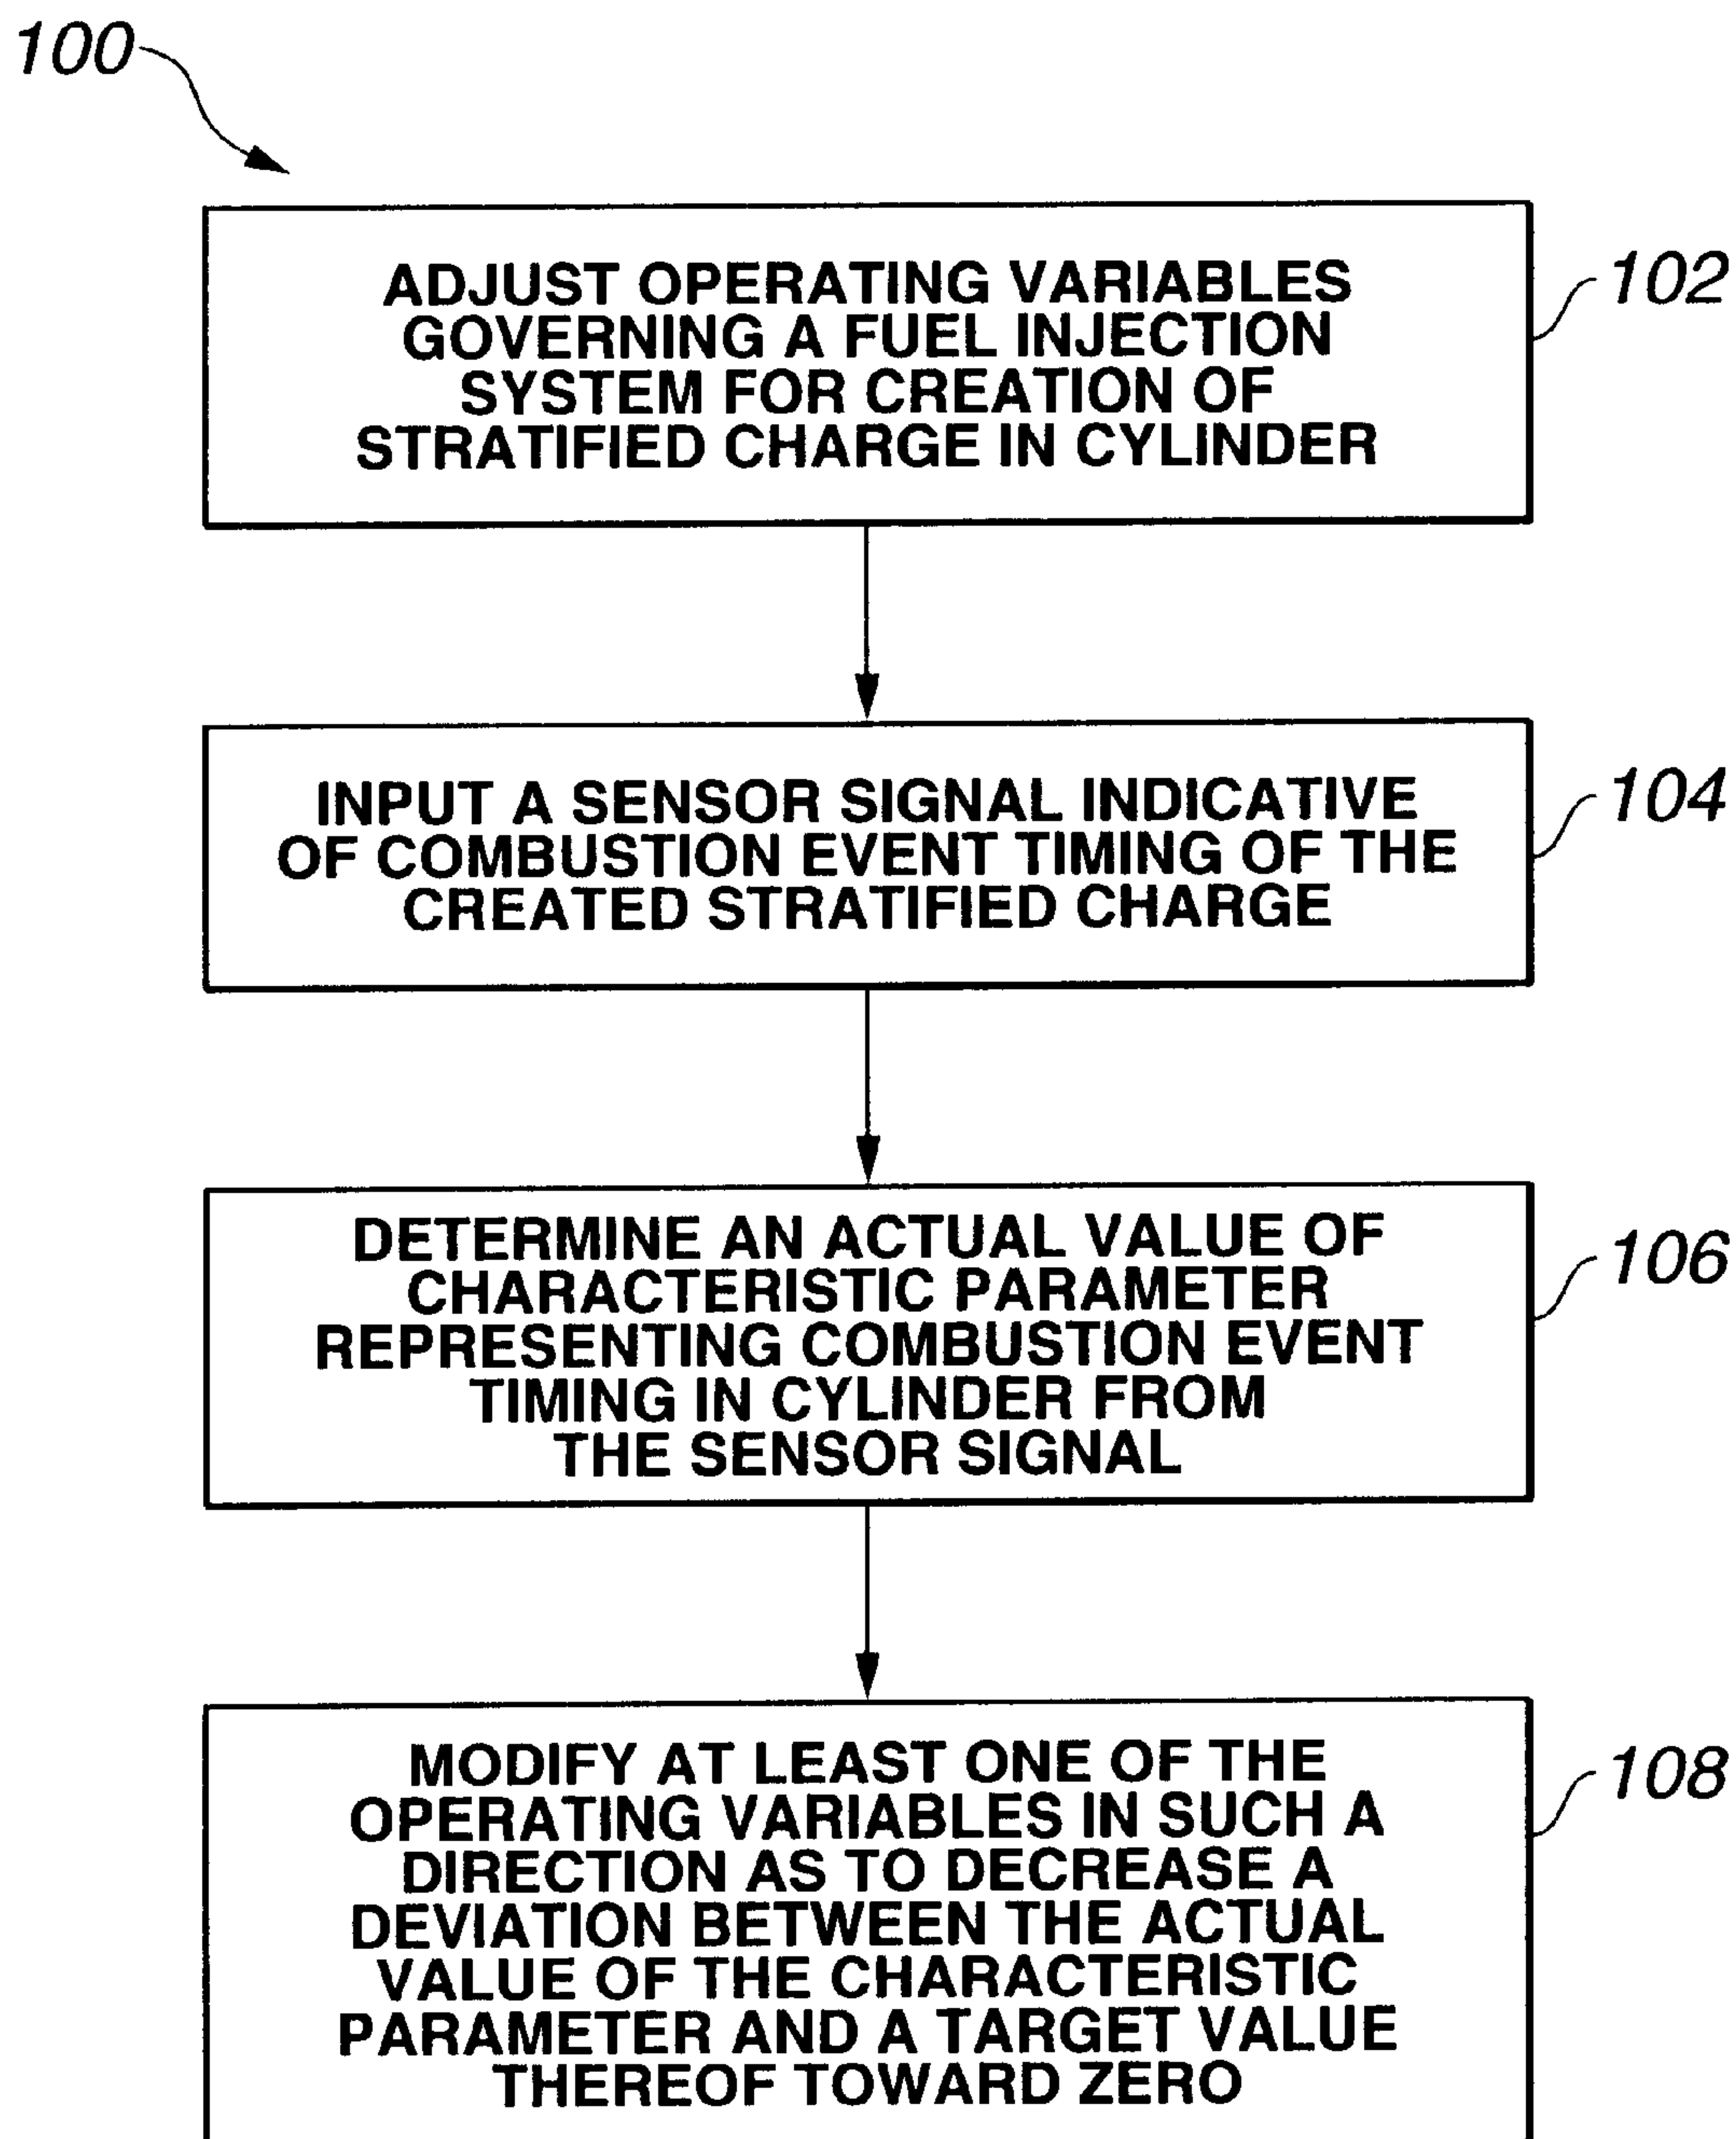 100
ADJUST OPERATING VARIABLES
GOVERNING A FUEL INJECTION
SYSTEM FOR CREATION OF
STRATIFIED CHARGE IN CYLINDER
102
INPUT A SENSOR SIGNAL INDICATIVE
OF COMBUSTION EVENT TIMING OF THE
CREATED STRATIFIED CHARGE
104
DETERMINE AN ACTUAL VALUE OF
CHARACTERISTIC PARAMETER
REPRESENTING COMBUSTION EVENT
TIMING IN CYLINDER FROM
THE SENSOR SIGNAL
106
MODIFY AT LEAST ONE OF THE
OPERATING VARIABLES IN SUCH A
DIRECTION AS TO DECREASE A
DEVIATION BETWEEN THE ACTUAL
VALUE OF THE CHARACTERISTIC
PARAMETER AND A TARGET VALUE
THEREOF TOWARD ZERO
108